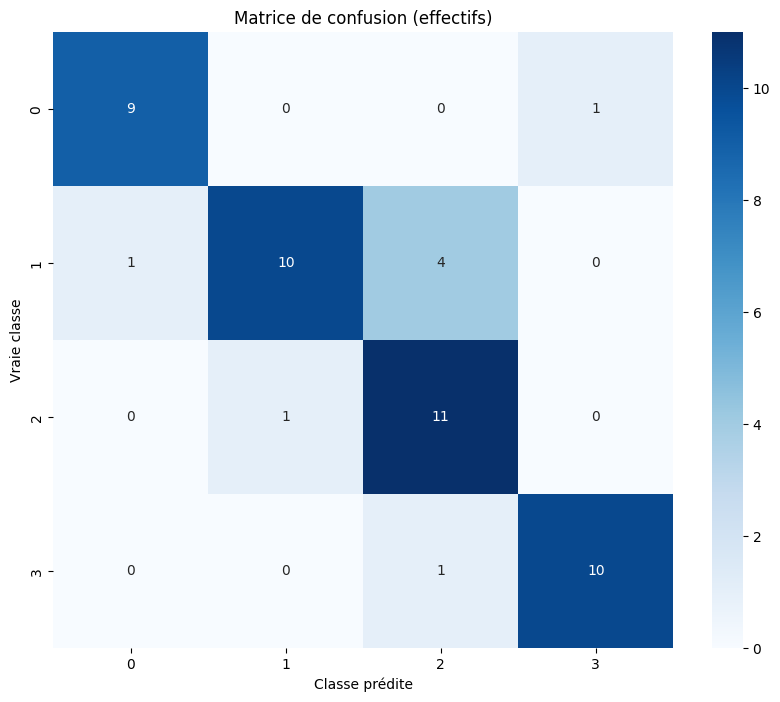 Matrice de confusion (effectifs)
0 9 0 0 1
1 1 10 4 0
2 0 1 11 0
3 0 0 1 10
0 1 2 3
Vraie classe
Classe prédite
10
8
6
4
2
0